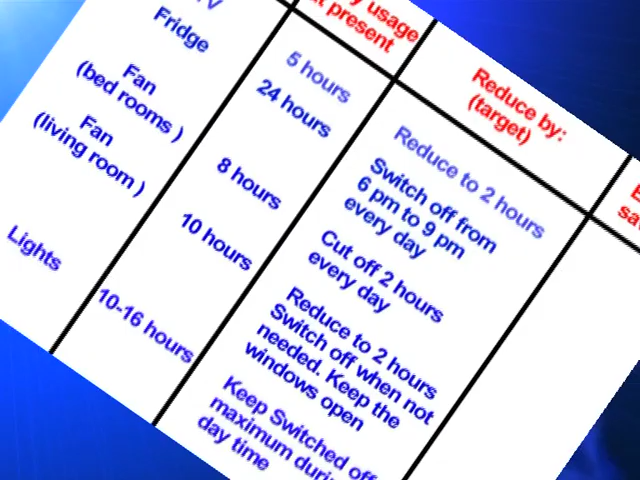 usage
at present
Reduce by:
(target)
5 hours
Reduce to 2 hours
Fridge
24 hours
Switch off from
6 pm to 9 pm
every day
Fan
(bed rooms )
8 hours
Cut off 2 hours
every day
Fan
(living room )
10 hours
Reduce to 2 hours
Switch off when not
needed. Keep the
windows open
Lights
10-16 hours
Keep Switched off
maximum
day time